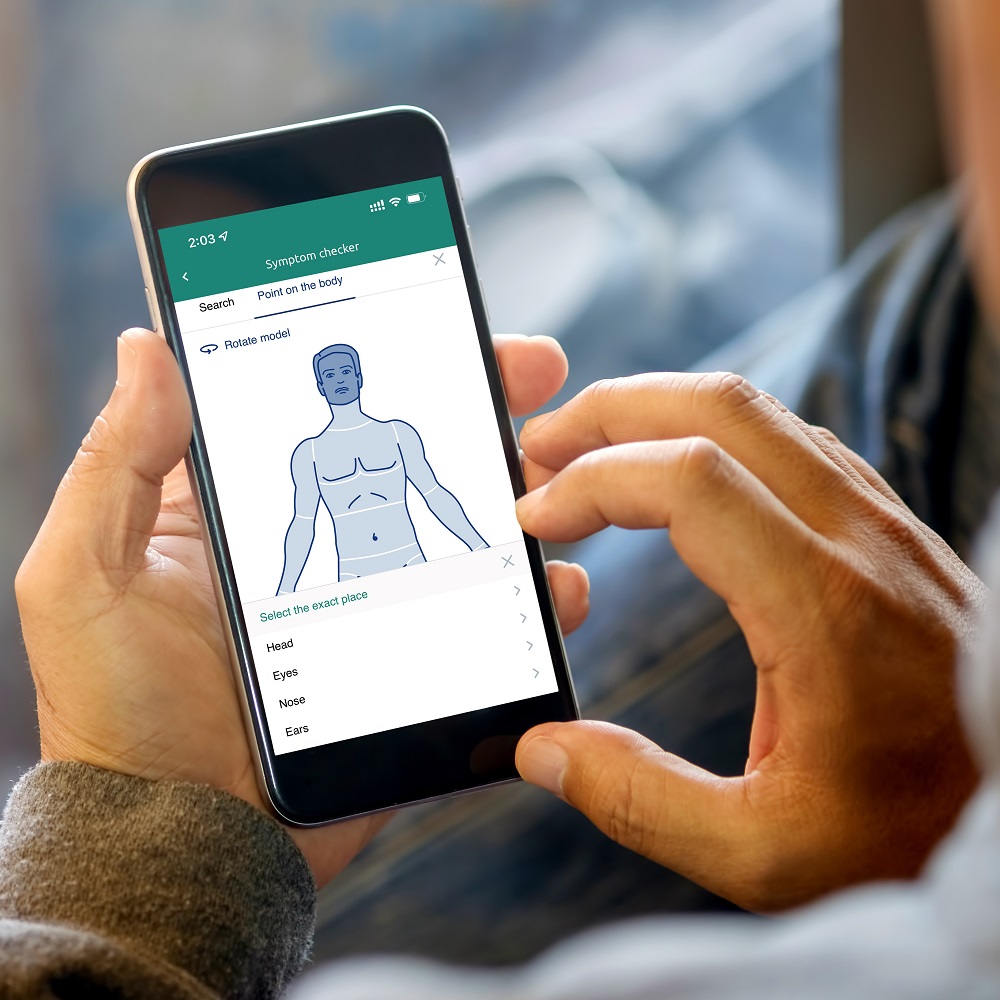 2:03
Symptom checker
Search Point on the body
Rotate model
Select the exact place
Head
Eyes
Nose
Ears